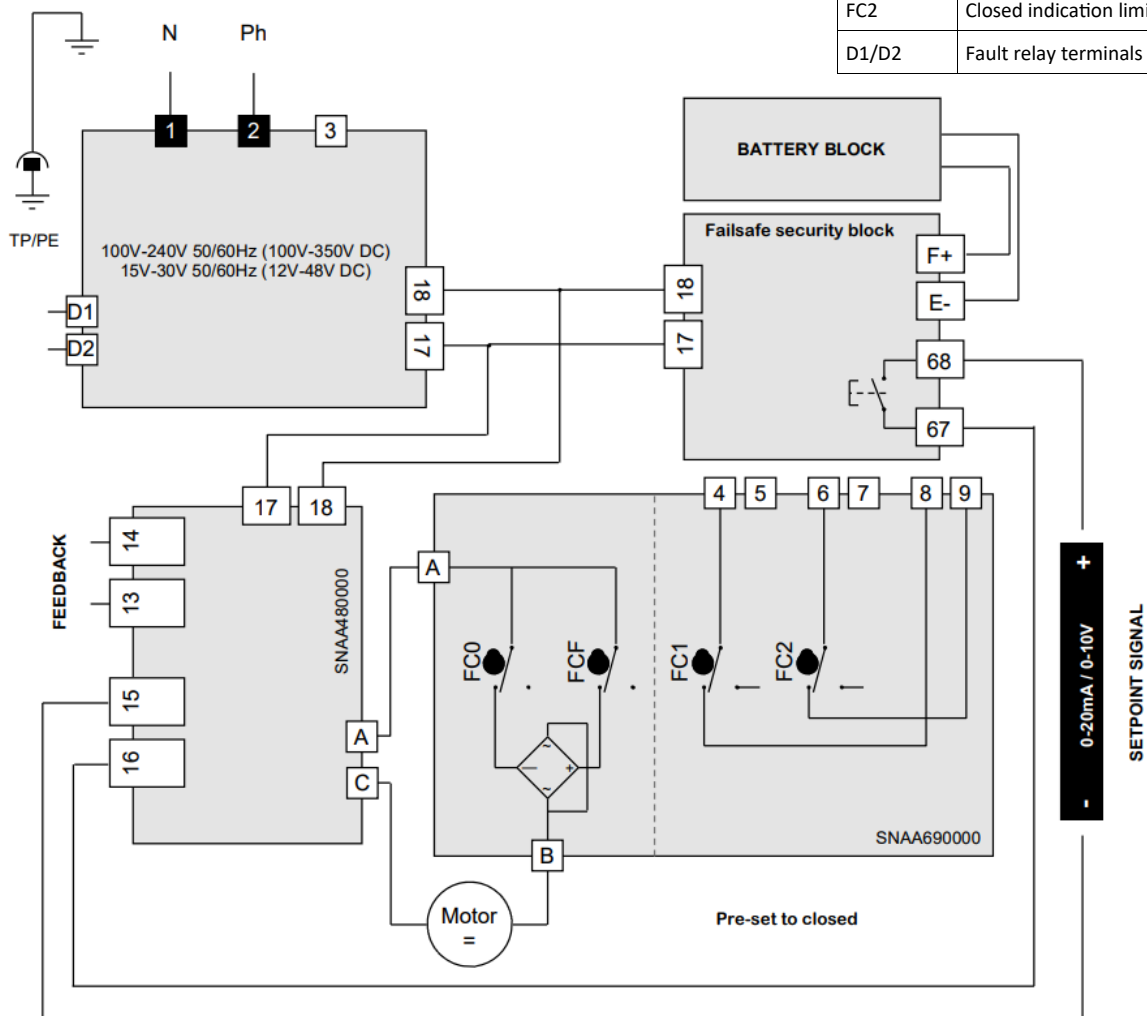 FC2 Closed indication limi
D1/D2 Fault relay terminals
N Ph
1 2 3
TP/PE
100V-240V 50/60Hz (100V-350V DC)
15V-30V 50/60Hz (12V-48V DC)
D1
D2
18
17
BATTERY BLOCK
Failsafe security block
F+
E-
18
17
68
67
17 18
14
13
FEEDBACK
15
16
SNAA480000
A
C
4 5 6 7 8 9
A
FC0
FCF
FC1
FC2
~
— +
~
SNAA690000
B
Motor
=
Pre-set to closed
+
0-20mA / 0-10V
-
SETPOINT SIGNAL